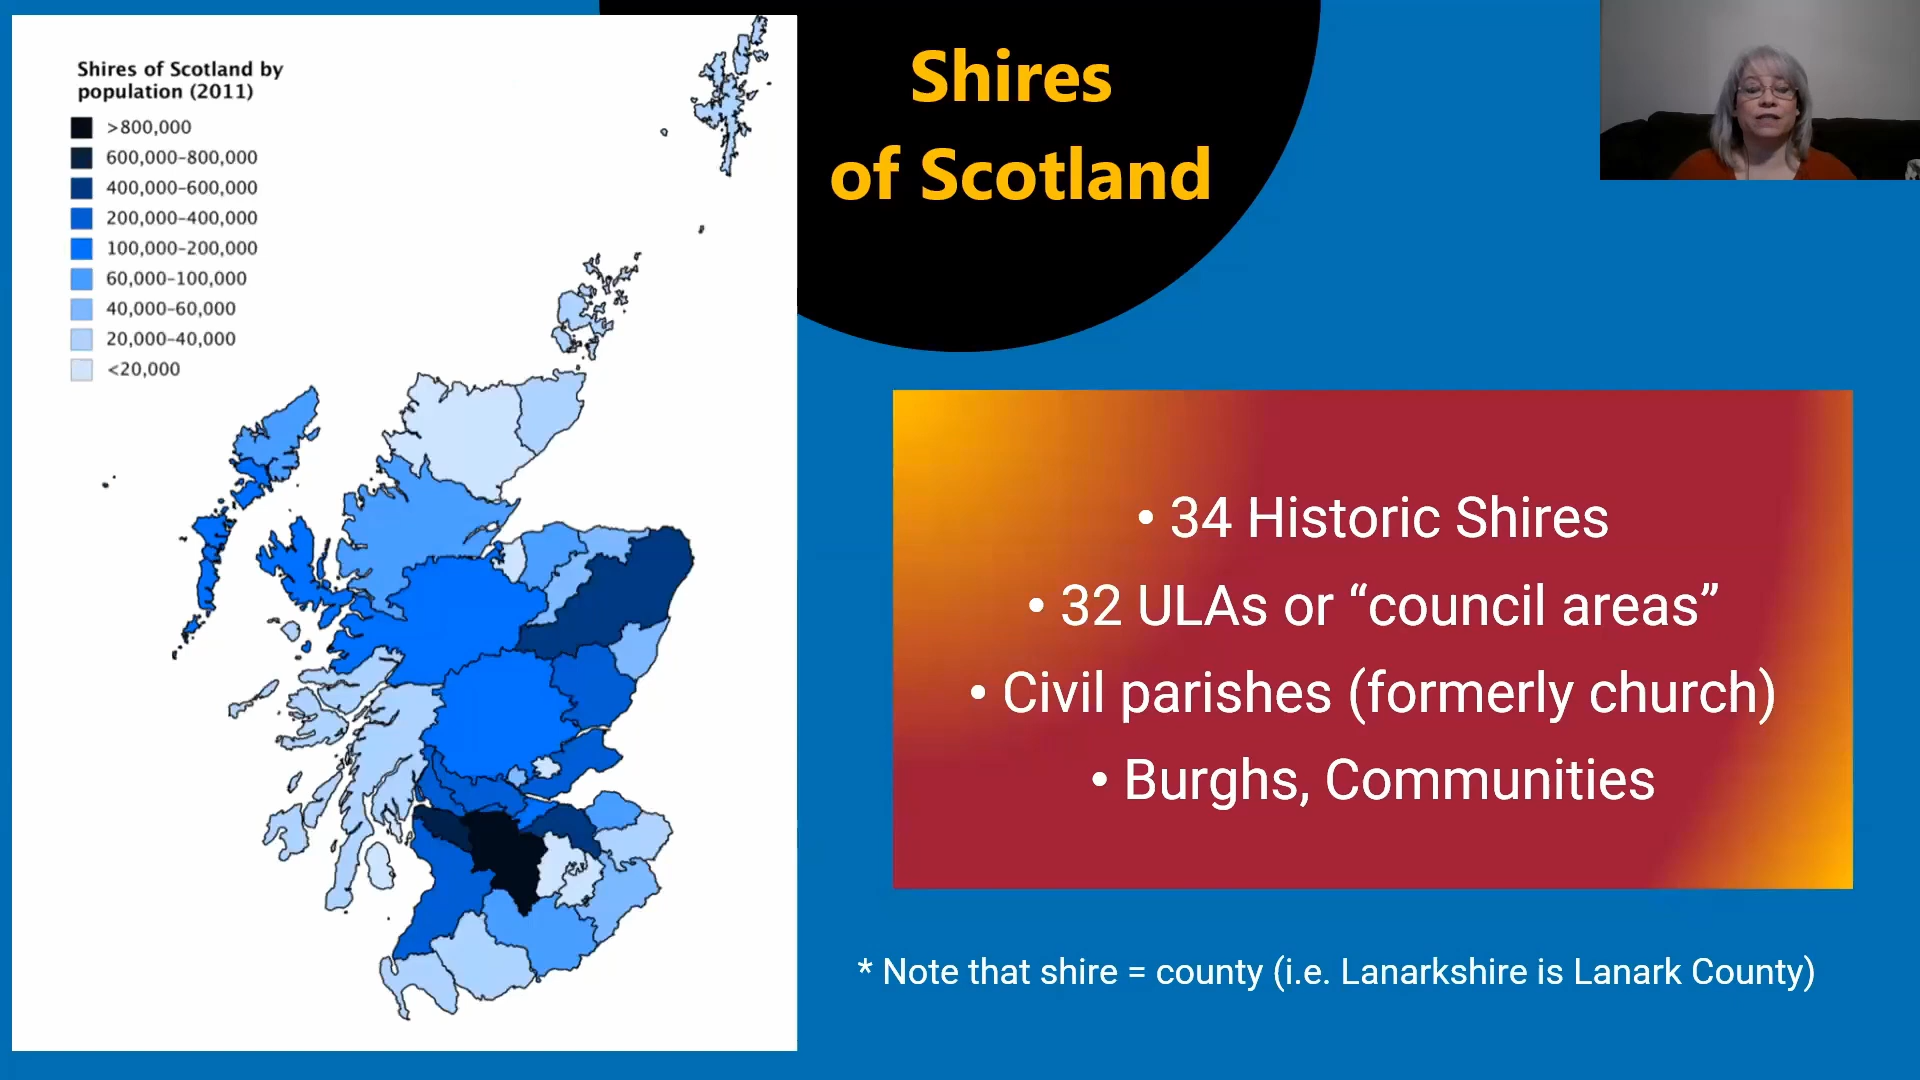 Shires of Scotland by
population (2011)
>800,000
600,000–800,000
400,000–600,000
200,000–400,000
100,000–200,000
60,000–100,000
40,000–60,000
20,000–40,000
<20,000
Shires
of Scotland
• 34 Historic Shires
• 32 ULAs or “council areas”
• Civil parishes (formerly church)
• Burghs, Communities
* Note that shire = county (i.e. Lanarkshire is Lanark County)